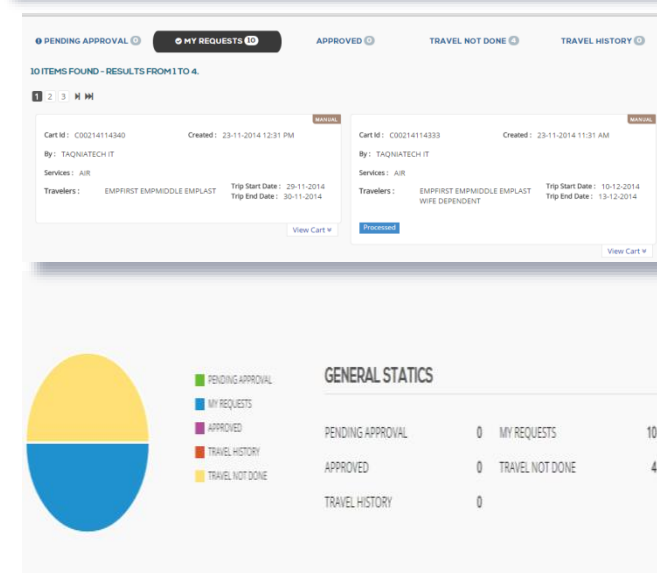 PENDING APPROVAL 0 MY REQUESTS 10 APPROVED 0 TRAVEL NOT DONE 4 TRAVEL HISTORY 0
10 ITEMS FOUND - RESULTS FROM 1 TO 4.
1 2 3
MANUAL
Cart Id : C00214114340 Created : 23-11-2014 12:31 PM
By : TAQNIATECH IT
Services : AIR
Travelers : EMPFIRST EMPMIDDLE EMPLAST Trip Start Date : 29-11-2014
Trip End Date : 30-11-2014
View Cart
MANUAL
Cart Id : C00214114333 Created : 23-11-2014 11:31 AM
By : TAQNIATECH IT
Services : AIR
Travelers : EMPFIRST EMPMIDDLE EMPLAST Trip Start Date : 10-12-2014
WIFE DEPENDENT Trip End Date : 13-12-2014
Processed
View Cart
PENDING APPROVAL
MY REQUESTS
APPROVED
TRAVEL HISTORY
TRAVEL NOT DONE
GENERAL STATICS
PENDING APPROVAL 0 MY REQUESTS 10
APPROVED 0 TRAVEL NOT DONE 4
TRAVEL HISTORY 0